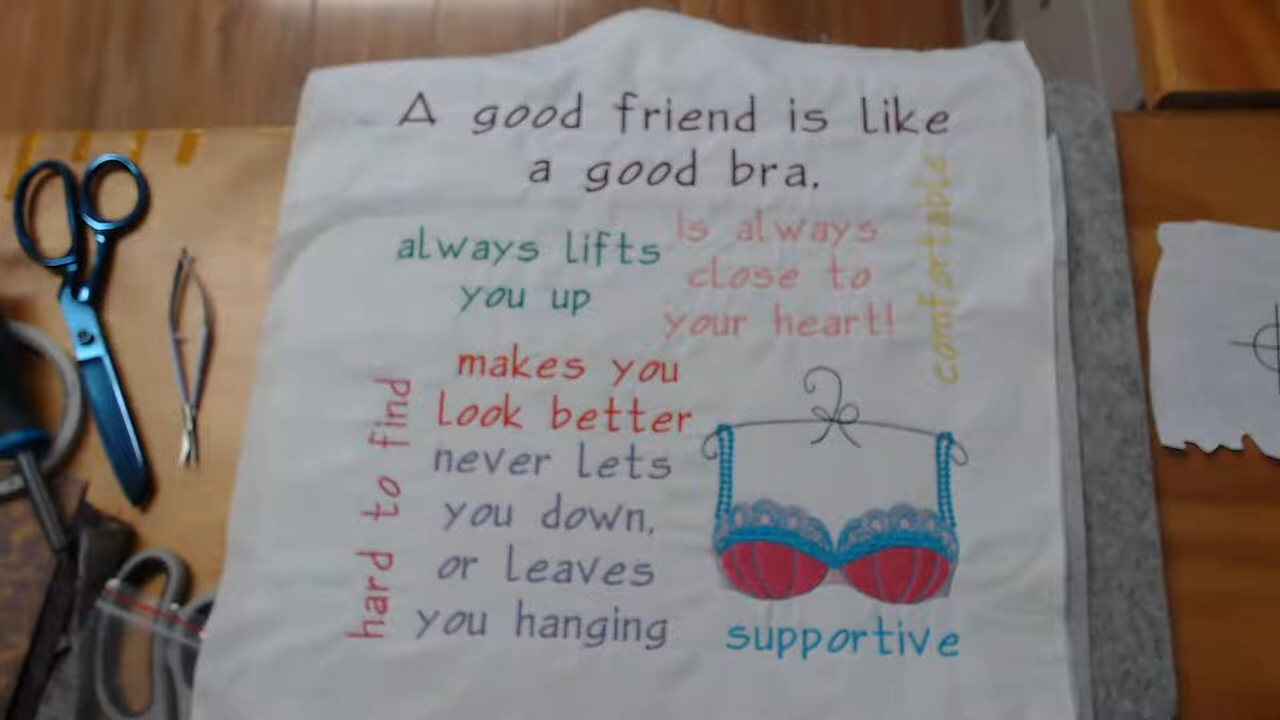 A good friend is like
a good bra.
always lifts
you up
Is always
close to
your heart!
comfortable
makes you
look better
hard to find
never lets
you down,
or leaves
you hanging
supportive